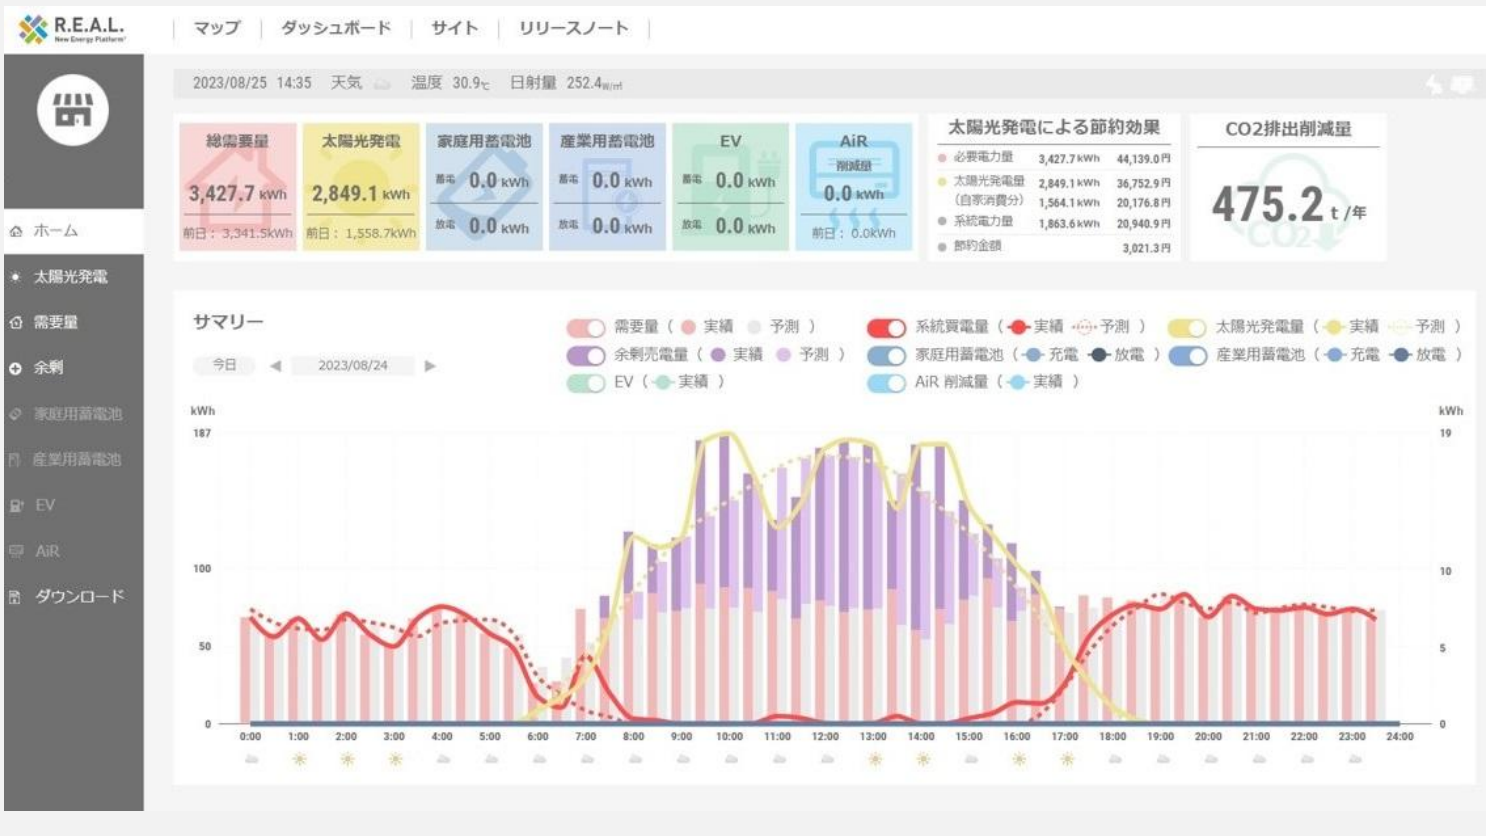 R.E.A.L.
New Energy Platform
マップ
ダッシュボード
サイト
リリースノート
2023/08/25 14:35 天気 温度 30.9℃ 日射量 252.4W/㎡
総需要量
3,427.7 kWh
前日： 3,341.5kWh
太陽光発電
2,849.1 kWh
前日： 1,558.7kWh
家庭用蓄電池
蓄電 0.0 kWh
放電 0.0 kWh
産業用蓄電池
蓄電 0.0 kWh
放電 0.0 kWh
EV
蓄電 0.0 kWh
放電 0.0 kWh
AiR
削減量
0.0 kWh
前日： 0.0kWh
太陽光発電による節約効果
必要電力量 3,427.7 kWh 44,139.0円
太陽光発電量 2,849.1 kWh 36,752.9円
（自家消費分） 1,564.1 kWh 20,176.8円
系統電力量 1,863.6 kWh 20,940.9円
節約金額 3,021.3円
CO2排出削減量
475.2 t /年
CO2
ホーム
太陽光発電
需要量
余剰
家庭用蓄電池
産業用蓄電池
EV
AiR
ダウンロード
サマリー
今日 ◀ 2023/08/24 ▶
需要量（ 実績 予測 ）
系統買電量（ 実績 予測 ）
太陽光発電量（ 実績 予測 ）
余剰売電量（ 実績 予測 ）
家庭用蓄電池（ 充電 放電 ）
産業用蓄電池（ 充電 放電 ）
EV（ 実績 ）
AiR 削減量（ 実績 ）
kWh
187
100
50
0
kWh
19
10
5
0
0:00 1:00 2:00 3:00 4:00 5:00 6:00 7:00 8:00 9:00 10:00 11:00 12:00 13:00 14:00 15:00 16:00 17:00 18:00 19:00 20:00 21:00 22:00 23:00 24:00